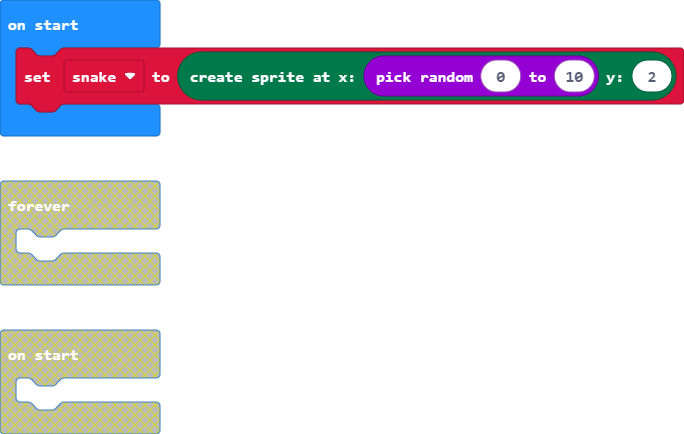 on start
set snake to create sprite at x: pick random 0 to 10 y: 2
forever
on start